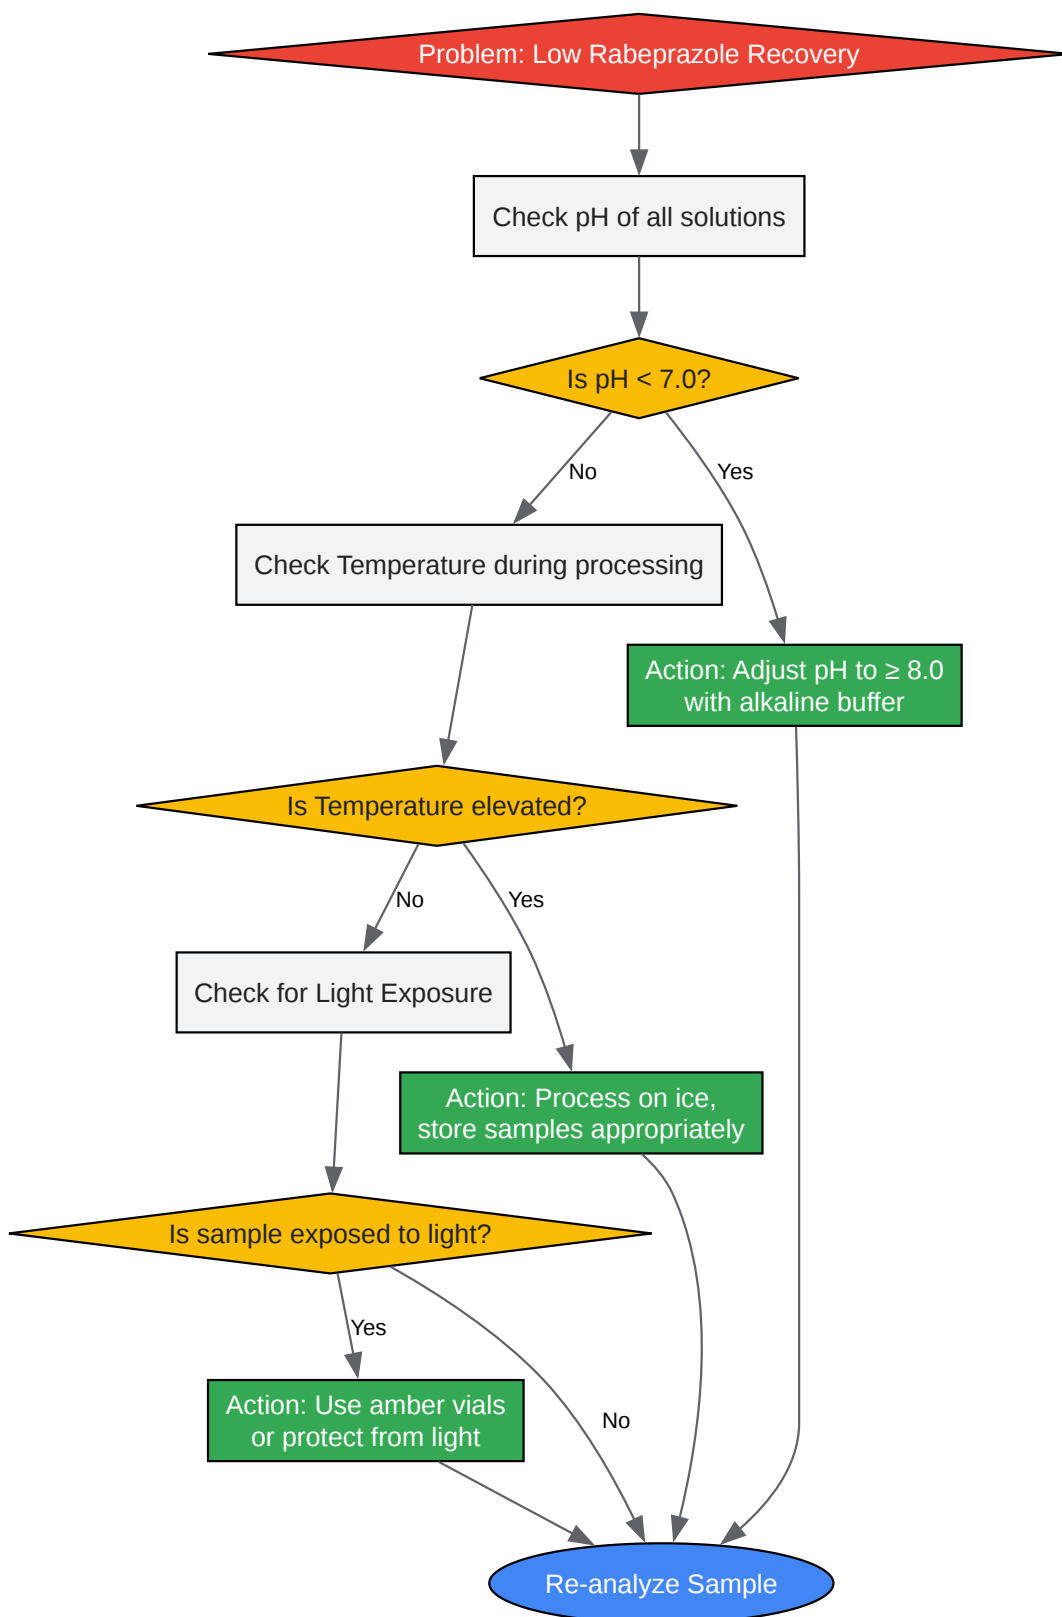 Problem: Low Rabeprazole Recovery
Check pH of all solutions
Is pH < 7.0?
No
Yes
Check Temperature during processing
Action: Adjust pH to ≥ 8.0
with alkaline buffer
Is Temperature elevated?
No
Yes
Check for Light Exposure
Action: Process on ice,
store samples appropriately
Is sample exposed to light?
Yes
No
Action: Use amber vials
or protect from light
Re-analyze Sample